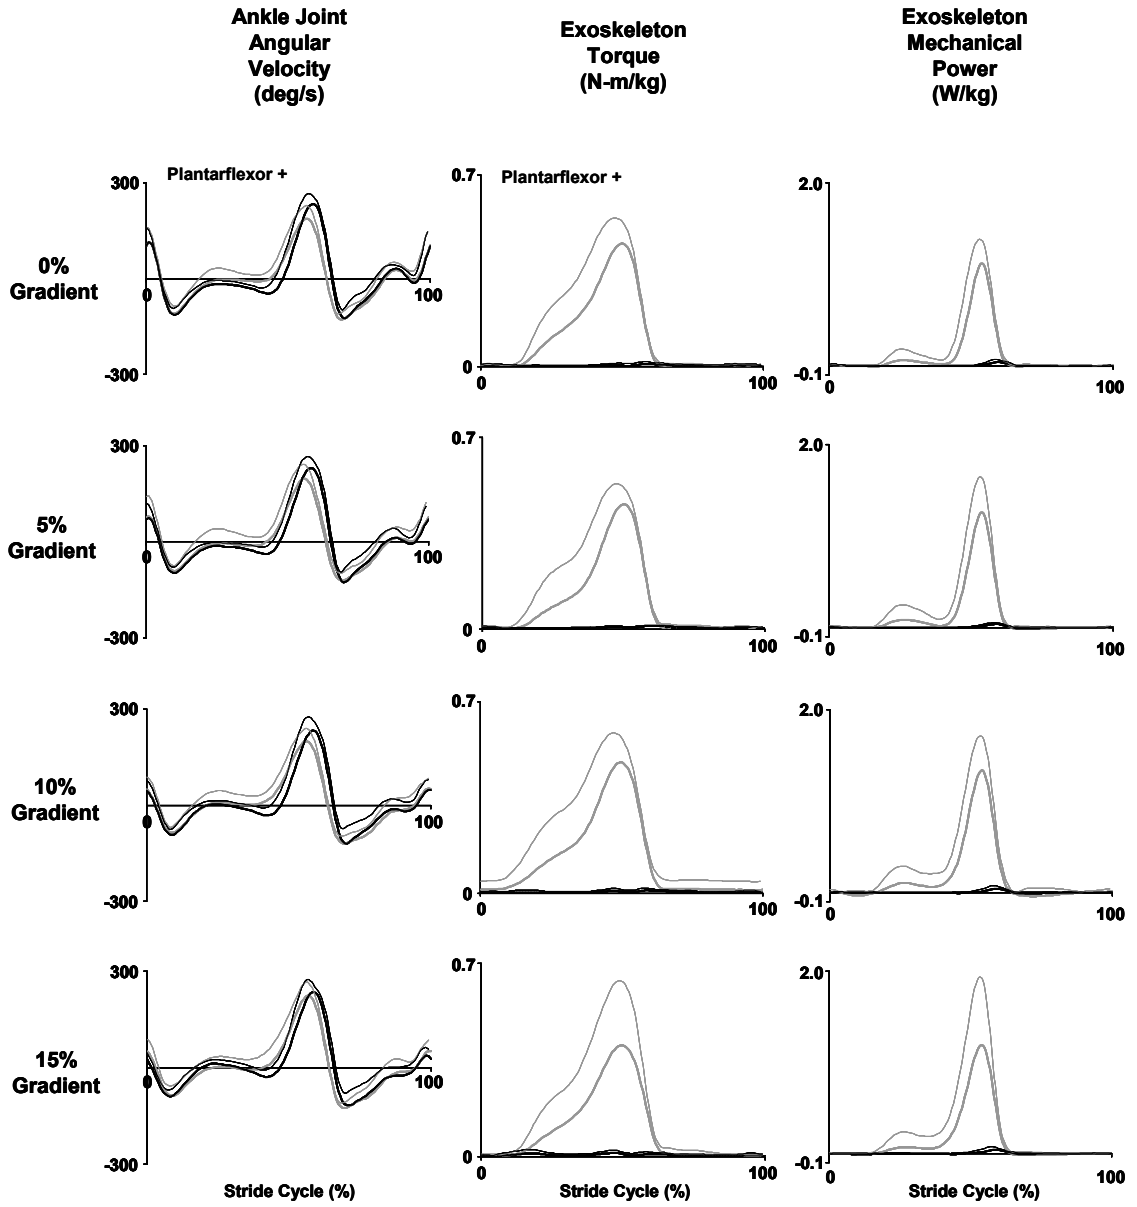 Ankle Joint
Angular
Velocity
(deg/s)
Exoskeleton
Torque
(N-m/kg)
Exoskeleton
Mechanical
Power
(W/kg)
0%
Gradient
300
Plantarflexor +
0
100
-300
0.7
Plantarflexor +
0
0
100
2.0
-0.1
0
100
5%
Gradient
300
0
100
-300
0.7
0
0
100
2.0
-0.1
0
100
10%
Gradient
300
0
100
-300
0.7
0
0
100
2.0
-0.1
0
100
15%
Gradient
300
0
100
-300
0.7
0
0
100
2.0
-0.1
0
100
Stride Cycle (%)
Stride Cycle (%)
Stride Cycle (%)